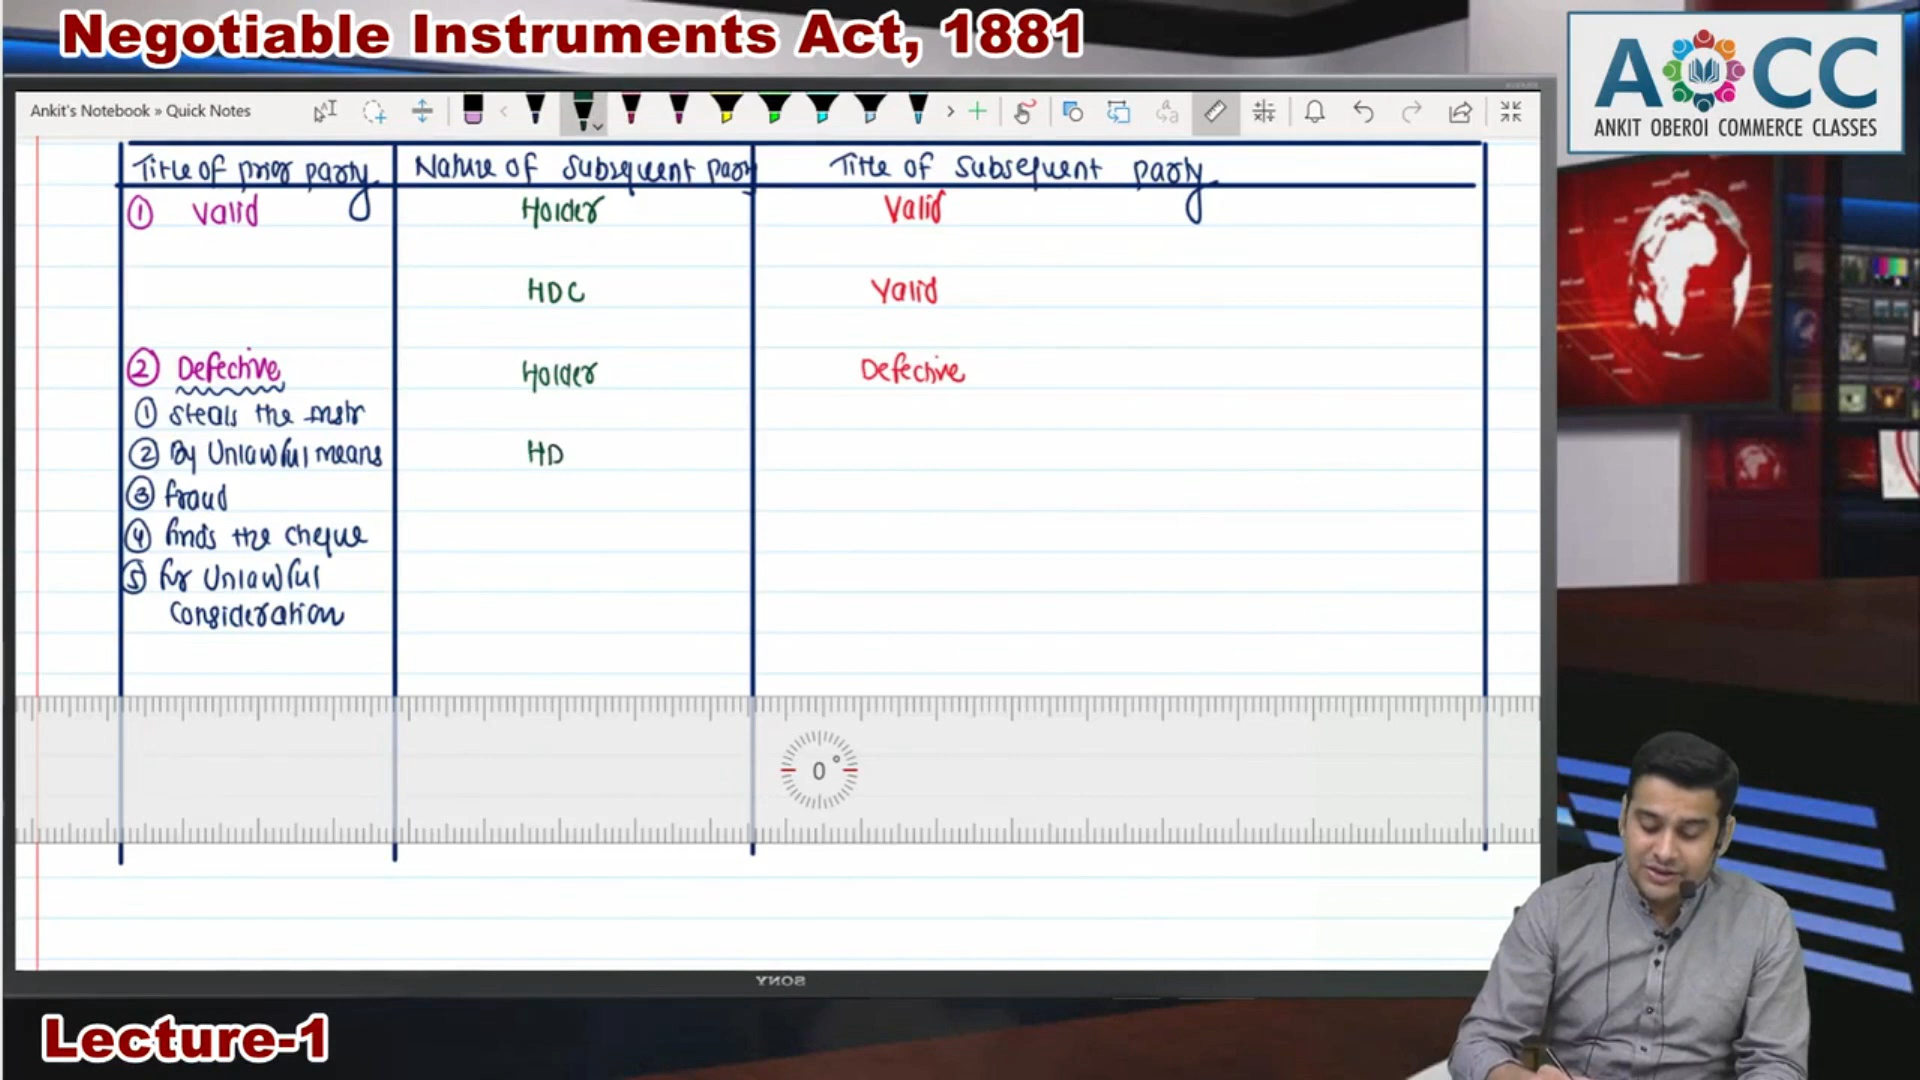 Negotiable Instruments Act, 1881
AOCC
ANKIT OBEROI COMMERCE CLASSES
Ankit's Notebook » Quick Notes
Title of prior party
Nature of Subsequent party
Title of Subsequent party
① Valid
Holder
Valid
HDC
Valid
② Defective
Holder
Defective
① steals the instr
② By Unlawful means
HD
③ fraud
④ finds the cheque
⑤ for Unlawful
Consideration
0°
SONY
Lecture-1